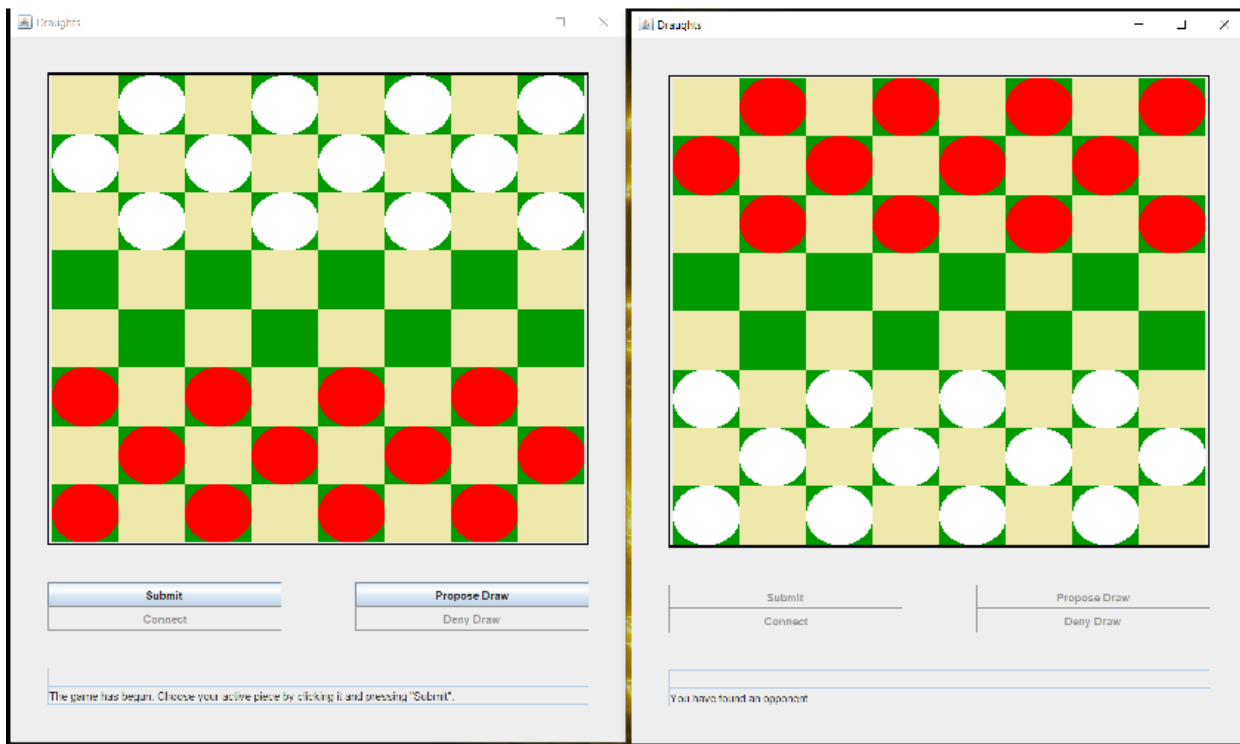 Draughts
Submit
Propose Draw
Connect
Deny Draw
The game has begun. Choose your active piece by clicking it and pressing "Submit".
Draughts
Submit
Propose Draw
Connect
Deny Draw
You have found an opponent